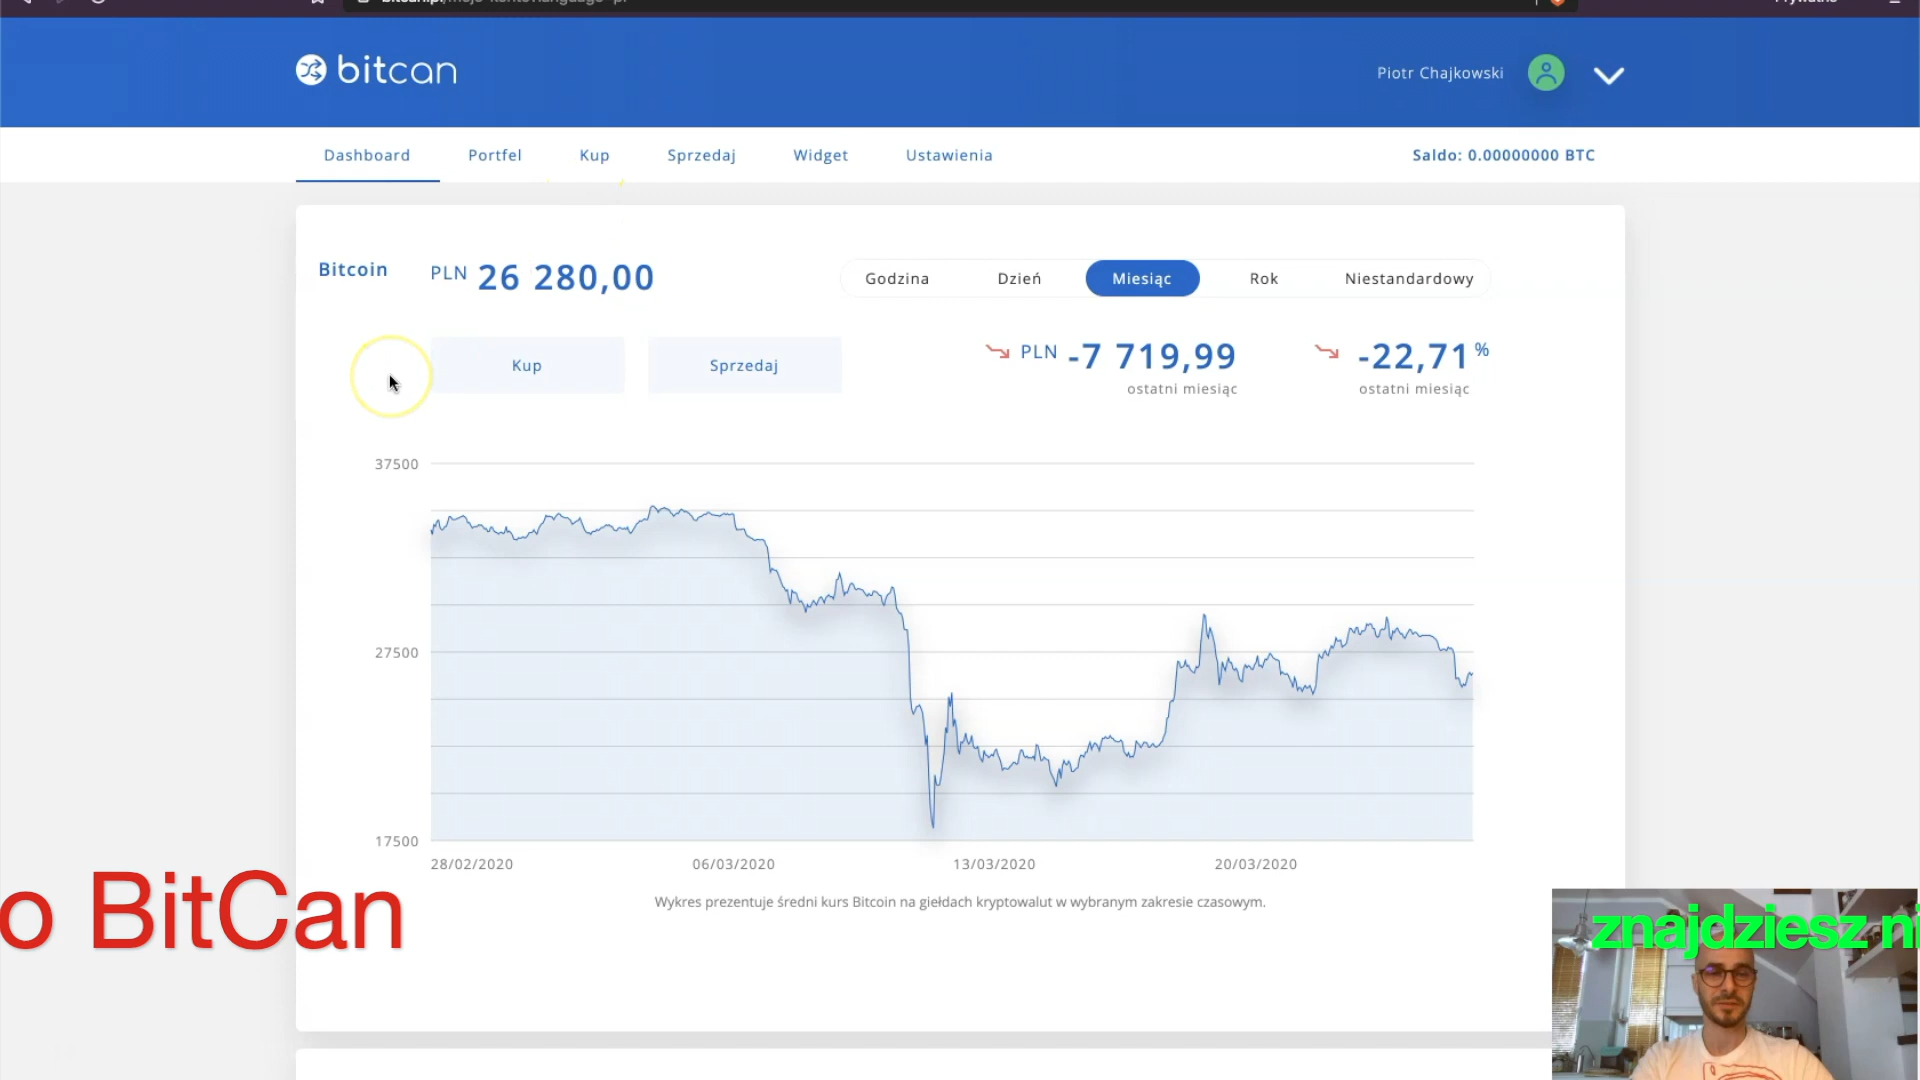 bitcan
Piotr Chajkowski
Dashboard Portfel Kup Sprzedaj Widget Ustawienia Saldo: 0.00000000 BTC
Bitcoin PLN 26 280,00
Godzina Dzień Miesiąc Rok Niestandardowy
Kup Sprzedaj
PLN -7 719,99 -22,71%
ostatni miesiąc ostatni miesiąc
37500
27500
17500
28/02/2020 06/03/2020 13/03/2020 20/03/2020
Wykres prezentuje średni kurs Bitcoin na giełdach kryptowalut w wybranym zakresie czasowym.
o BitCan
znajdziesz ni